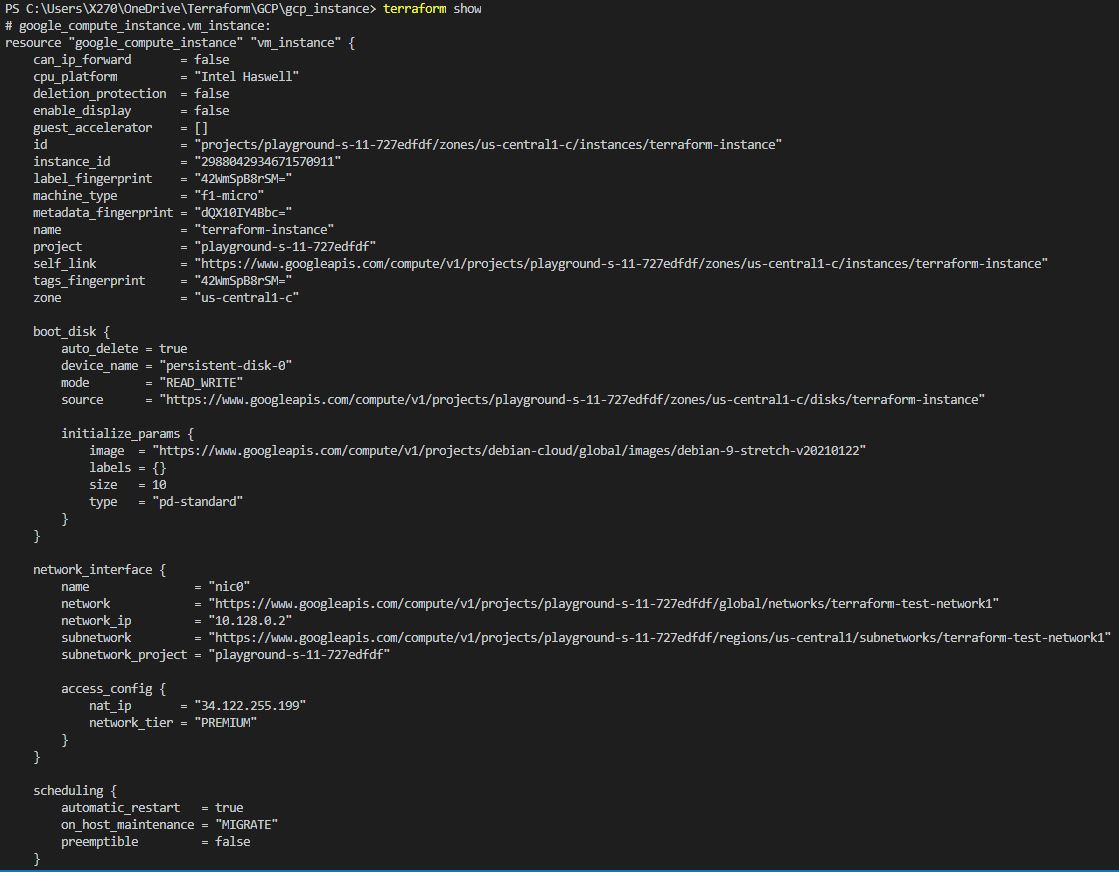 PS C:\Users\X270\OneDrive\Terraform\GCP\gcp_instance> terraform show
# google_compute_instance.vm_instance:
resource "google_compute_instance" "vm_instance" {
    can_ip_forward       = false
    cpu_platform         = "Intel Haswell"
    deletion_protection  = false
    enable_display       = false
    guest_accelerator    = []
    id                   = "projects/playground-s-11-727edfdf/zones/us-central1-c/instances/terraform-instance"
    instance_id          = "2988042934671570911"
    label_fingerprint    = "42WmSpB8rSM="
    machine_type         = "f1-micro"
    metadata_fingerprint = "dQX10IY4Bbc="
    name                 = "terraform-instance"
    project              = "playground-s-11-727edfdf"
    self_link            = "https://www.googleapis.com/compute/v1/projects/playground-s-11-727edfdf/zones/us-central1-c/instances/terraform-instance"
    tags_fingerprint     = "42WmSpB8rSM="
    zone                 = "us-central1-c"

    boot_disk {
        auto_delete = true
        device_name = "persistent-disk-0"
        mode        = "READ_WRITE"
        source      = "https://www.googleapis.com/compute/v1/projects/playground-s-11-727edfdf/zones/us-central1-c/disks/terraform-instance"

        initialize_params {
            image  = "https://www.googleapis.com/compute/v1/projects/debian-cloud/global/images/debian-9-stretch-v20210122"
            labels = {}
            size   = 10
            type   = "pd-standard"
        }
    }

    network_interface {
        name               = "nic0"
        network            = "https://www.googleapis.com/compute/v1/projects/playground-s-11-727edfdf/global/networks/terraform-test-network1"
        network_ip         = "10.128.0.2"
        subnetwork         = "https://www.googleapis.com/compute/v1/projects/playground-s-11-727edfdf/regions/us-central1/subnetworks/terraform-test-network1"
        subnetwork_project = "playground-s-11-727edfdf"

        access_config {
            nat_ip       = "34.122.255.199"
            network_tier = "PREMIUM"
        }
    }

    scheduling {
        automatic_restart   = true
        on_host_maintenance = "MIGRATE"
        preemptible         = false
    }